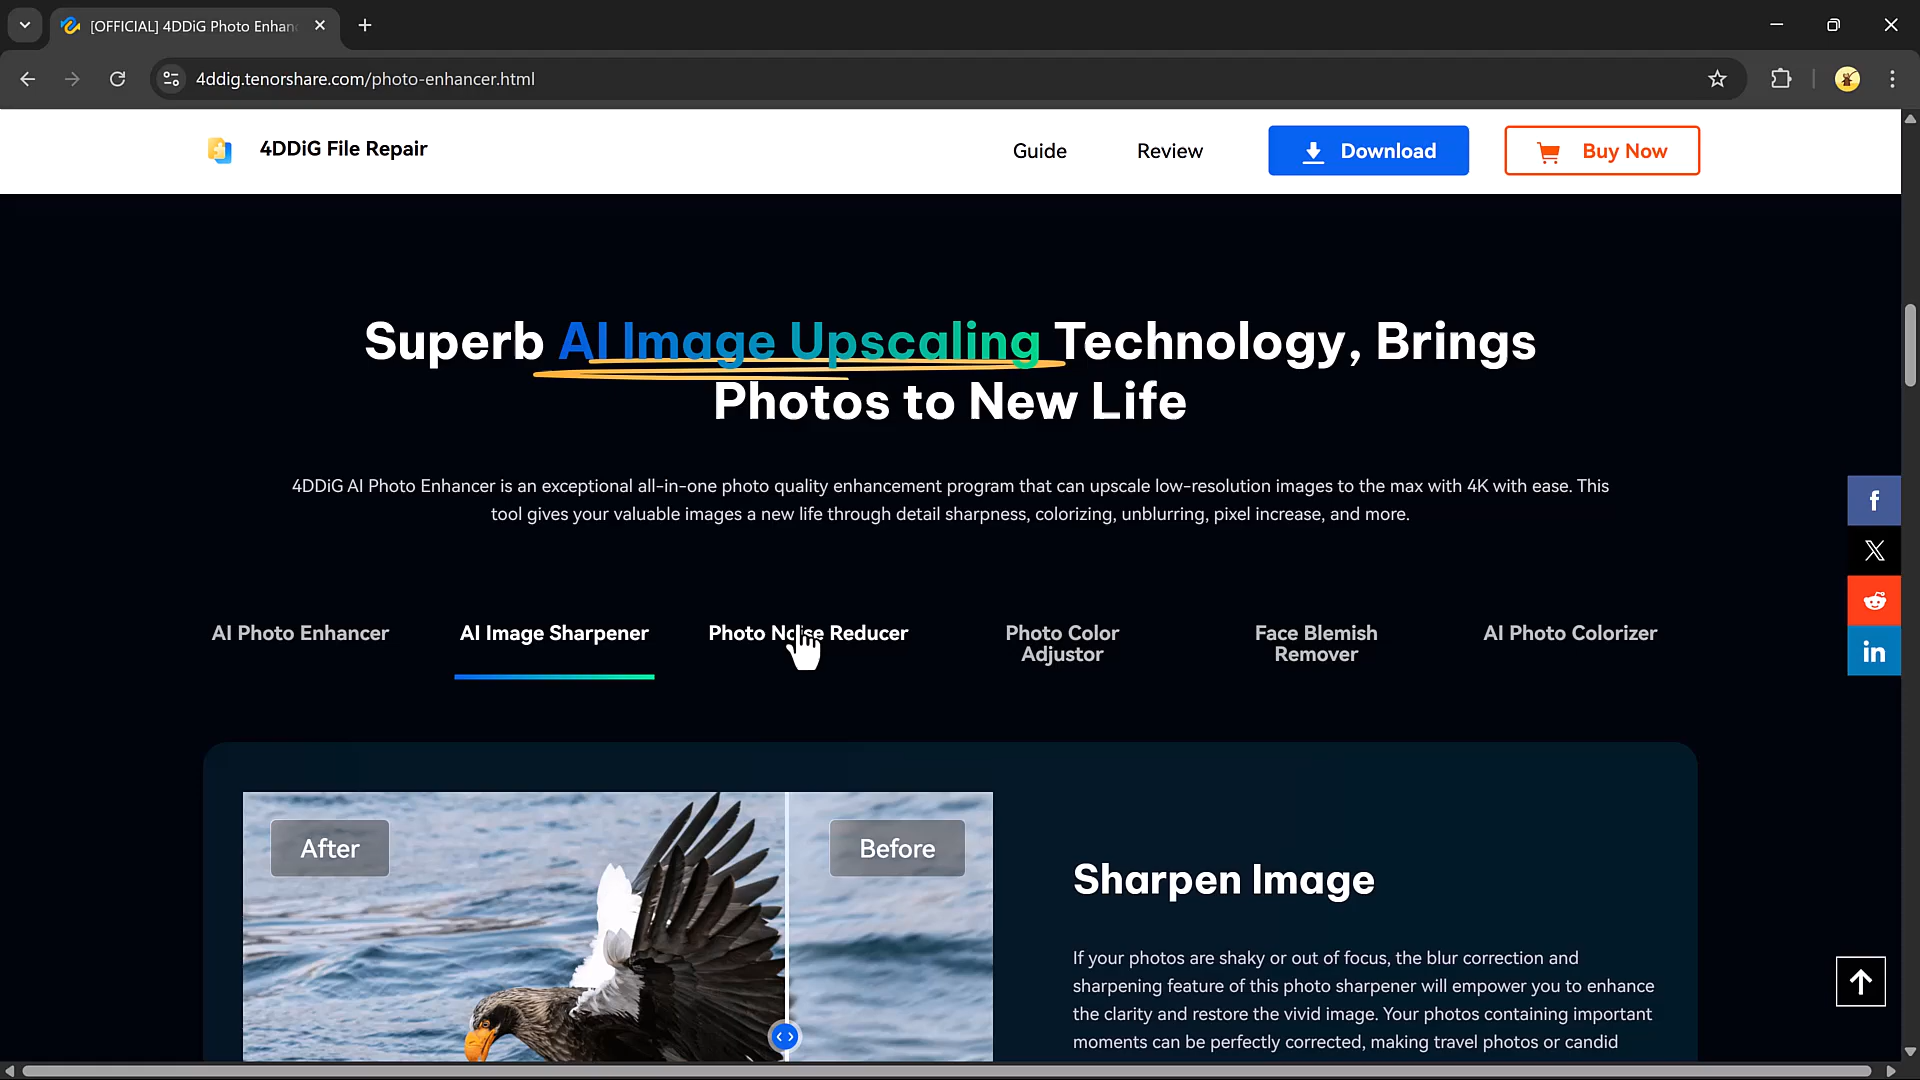 [OFFICIAL] 4DDiG Photo Enhan
4ddig.tenorshare.com/photo-enhancer.html
4DDiG File Repair
Guide
Review
Download
Buy Now
Superb AI Image Upscaling Technology, Brings
Photos to New Life
4DDiG AI Photo Enhancer is an exceptional all-in-one photo quality enhancement program that can upscale low-resolution images to the max with 4K with ease. This
tool gives your valuable images a new life through detail sharpness, colorizing, unblurring, pixel increase, and more.
AI Photo Enhancer
AI Image Sharpener
Photo Noise Reducer
Photo Color
Adjustor
Face Blemish
Remover
AI Photo Colorizer
After
Before
Sharpen Image
If your photos are shaky or out of focus, the blur correction and
sharpening feature of this photo sharpener will empower you to enhance
the clarity and restore the vivid image. Your photos containing important
moments can be perfectly corrected, making travel photos or candid